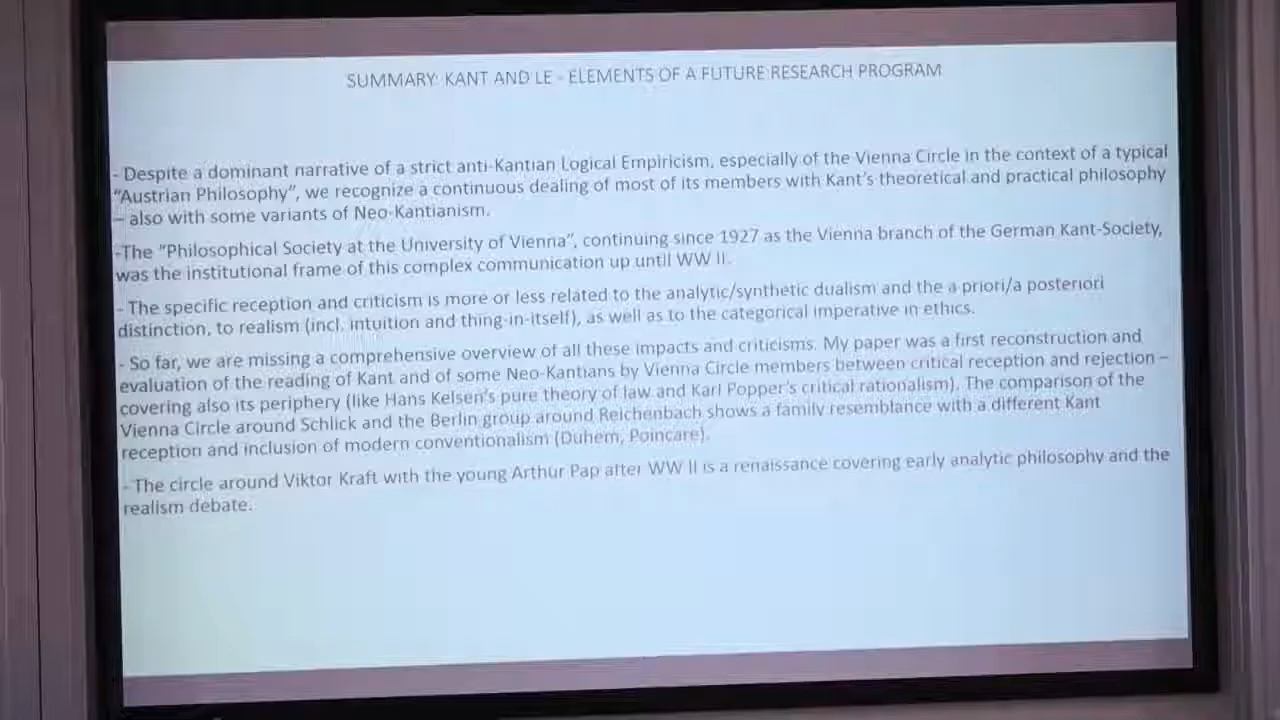 SUMMARY: KANT AND LE - ELEMENTS OF A FUTURE RESEARCH PROGRAM
- Despite a dominant narrative of a strict anti-Kantian Logical Empiricism, especially of the Vienna Circle in the context of a typical
“Austrian Philosophy”, we recognize a continuous dealing of most of its members with Kant’s theoretical and practical philosophy
– also with some variants of Neo-Kantianism.
-The “Philosophical Society at the University of Vienna”, continuing since 1927 as the Vienna branch of the German Kant-Society,
was the institutional frame of this complex communication up until WW II.
- The specific reception and criticism is more or less related to the analytic/synthetic dualism and the a priori/a posteriori
distinction, to realism (incl. intuition and thing-in-itself), as well as to the categorical imperative in ethics.
- So far, we are missing a comprehensive overview of all these impacts and criticisms. My paper was a first reconstruction and
evaluation of the reading of Kant and of some Neo-Kantians by Vienna Circle members between critical reception and rejection –
covering also its periphery (like Hans Kelsen’s pure theory of law and Karl Popper’s critical rationalism). The comparison of the
Vienna Circle around Schlick and the Berlin group around Reichenbach shows a family resemblance with a different Kant
reception and inclusion of modern conventionalism (Duhem, Poincare).
- The circle around Viktor Kraft with the young Arthur Pap after WW II is a renaissance covering early analytic philosophy and the
realism debate.